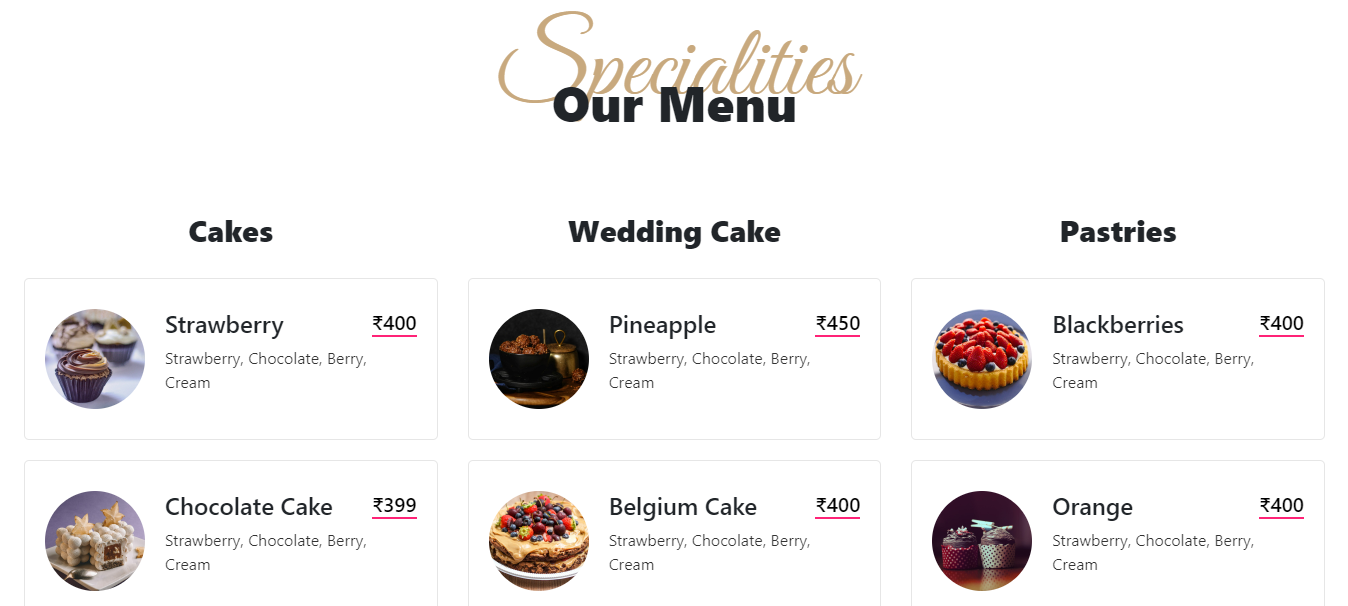 Specialities
Our Menu
Cakes
Wedding Cake
Pastries
Strawberry ₹400
Strawberry, Chocolate, Berry,
Cream
Pineapple ₹450
Strawberry, Chocolate, Berry,
Cream
Blackberries ₹400
Strawberry, Chocolate, Berry,
Cream
Chocolate Cake ₹399
Strawberry, Chocolate, Berry,
Cream
Belgium Cake ₹400
Strawberry, Chocolate, Berry,
Cream
Orange ₹400
Strawberry, Chocolate, Berry,
Cream